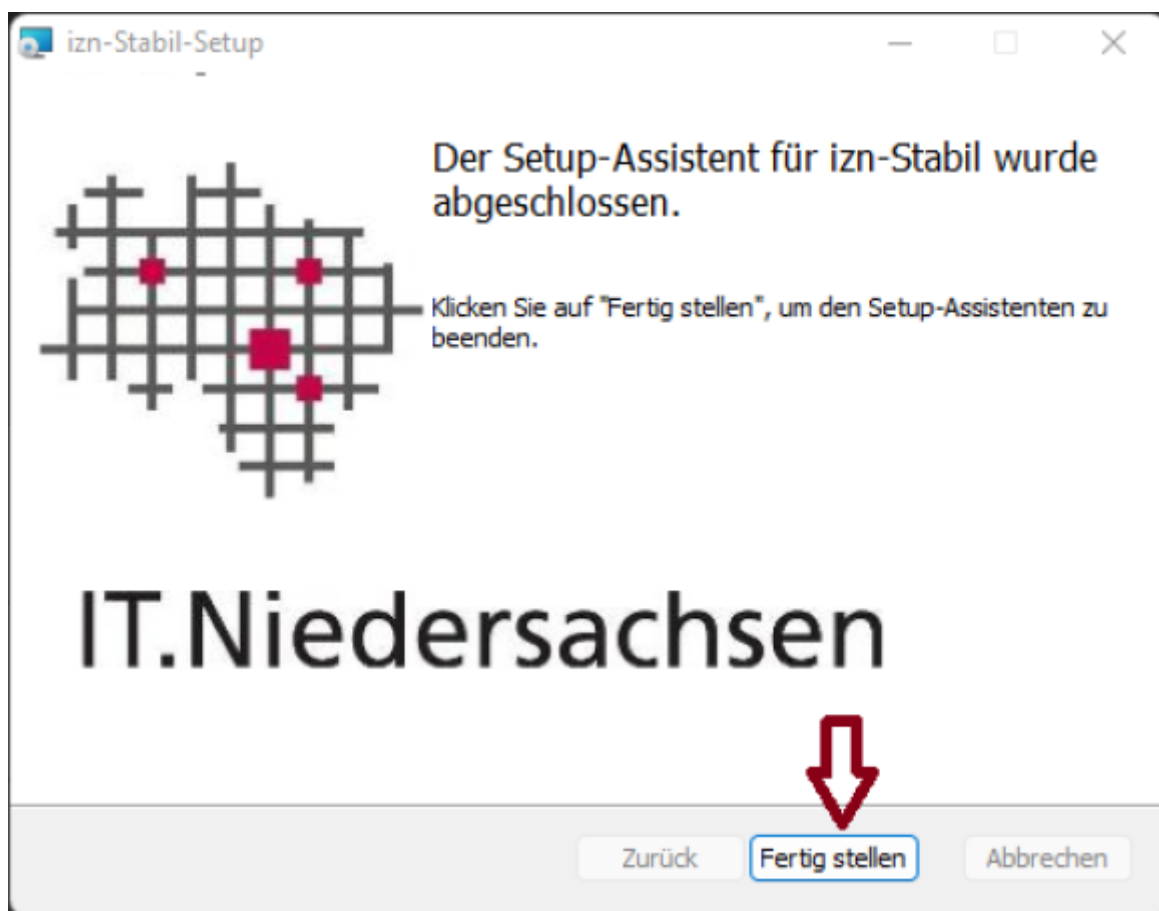 izn-Stabil-Setup
Der Setup-Assistent für izn-Stabil wurde
abgeschlossen.
Klicken Sie auf "Fertig stellen", um den Setup-Assistenten zu
beenden.
IT.Niedersachsen
Zurück Fertig stellen Abbrechen